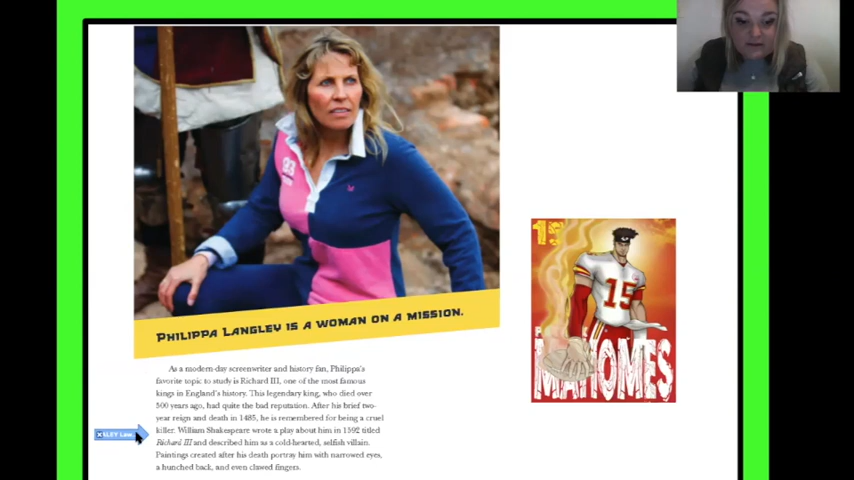 PHILIPPA LANGLEY IS A WOMAN ON A MISSION.
As a modern-day screenwriter and history fan, Philippa's
favorite topic to study is Richard III, one of the most famous
kings in England's history. This legendary king, who died over
500 years ago, had quite the bad reputation. After his brief two-
year reign and death in 1485, he is remembered for being a cruel
killer. William Shakespeare wrote a play about him in 1592 titled
Richard III and described him as a cold-hearted, selfish villain.
Paintings created after his death portray him with narrowed eyes,
a hunched back, and even clawed fingers.
15
15
MAHOMES